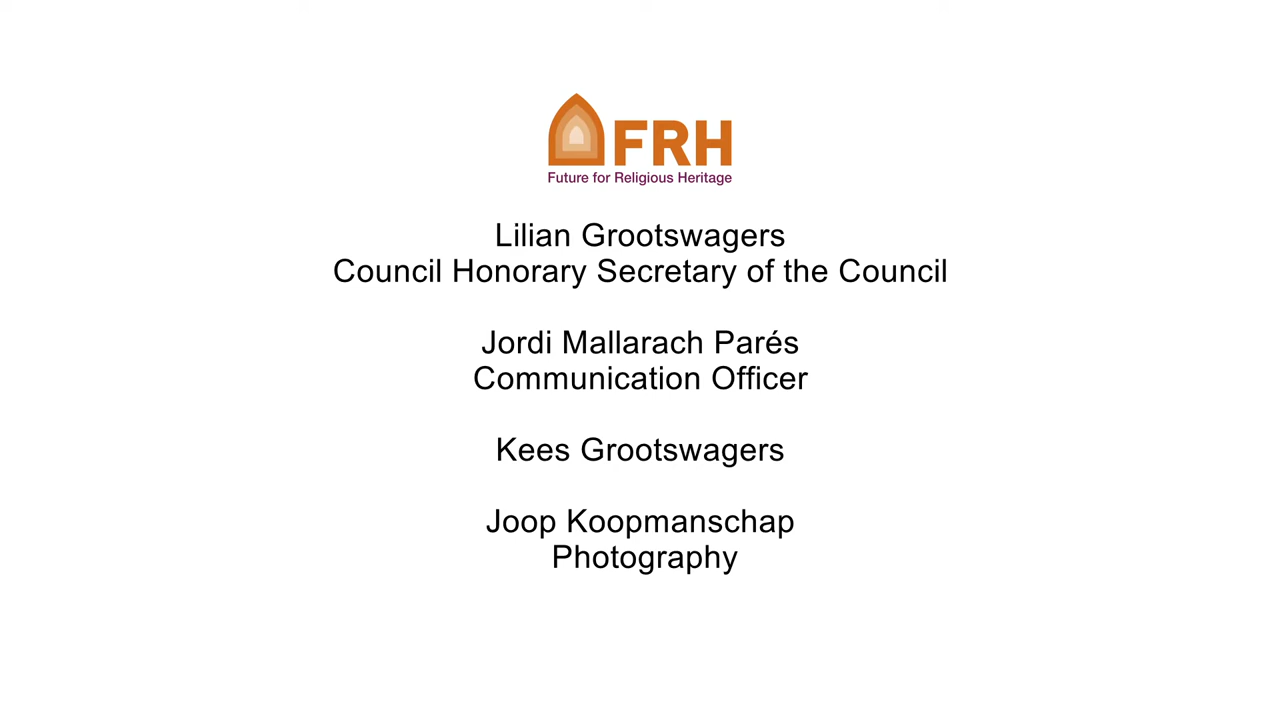 FRH
Future for Religious Heritage
Lilian Grootswagers
Council Honorary Secretary of the Council
Jordi Mallarach Parés
Communication Officer
Kees Grootswagers
Joop Koopmanschap
Photography